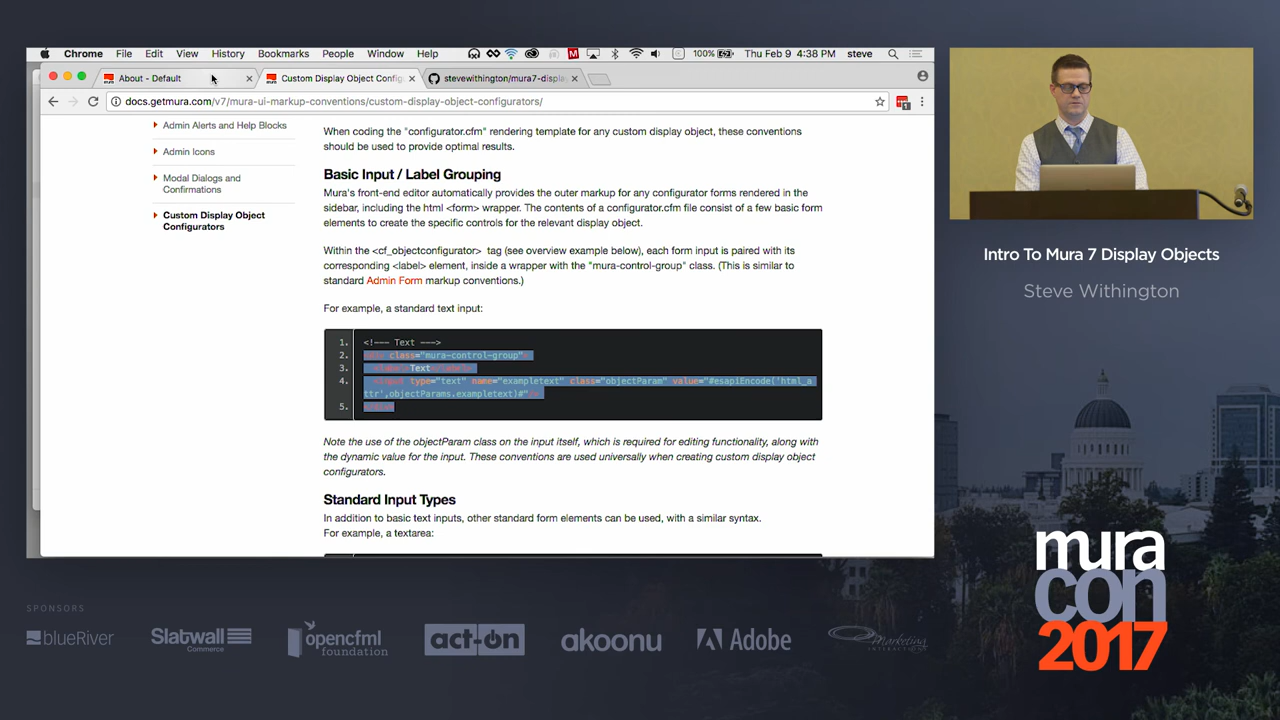 Chrome File Edit View History Bookmarks People Window Help 100% Thu Feb 9 4:38 PM steve
About - Default
Custom Display Object Config
stevewithington/mura7-displa
docs.getmura.com/v7/mura-ui-markup-conventions/custom-display-object-configurators/
Admin Alerts and Help Blocks
Admin Icons
Modal Dialogs and
Confirmations
Custom Display Object
Configurators
When coding the "configurator.cfm" rendering template for any custom display object, these conventions
should be used to provide optimal results.
Basic Input / Label Grouping
Mura's front-end editor automatically provides the outer markup for any configurator forms rendered in the
sidebar, including the html <form> wrapper. The contents of a configurator.cfm file consist of a few basic form
elements to create the specific controls for the relevant display object.
Within the <cf_objectconfigurator> tag (see overview example below), each form input is paired with its
corresponding <label> element, inside a wrapper with the "mura-control-group" class. (This is similar to
standard Admin Form markup conventions.)
For example, a standard text input:
1. <!--- Text --->
2. <div class="mura-control-group">
3. <label>Text</label>
4. <input type="text" name="exampletext" class="objectParam" value="#esapiEncode('html_a
ttr',objectParams.exampletext)#"/>
5. </div>
Note the use of the objectParam class on the input itself, which is required for editing functionality, along with
the dynamic value for the input. These conventions are used universally when creating custom display object
configurators.
Standard Input Types
In addition to basic text inputs, other standard form elements can be used, with a similar syntax.
For example, a textarea:
Intro To Mura 7 Display Objects
Steve Withington
mura
con
2017
SPONSORS
blueRiver
Slatwall
Commerce
opencfml
foundation
act-on
akoonu
Adobe
Marketing